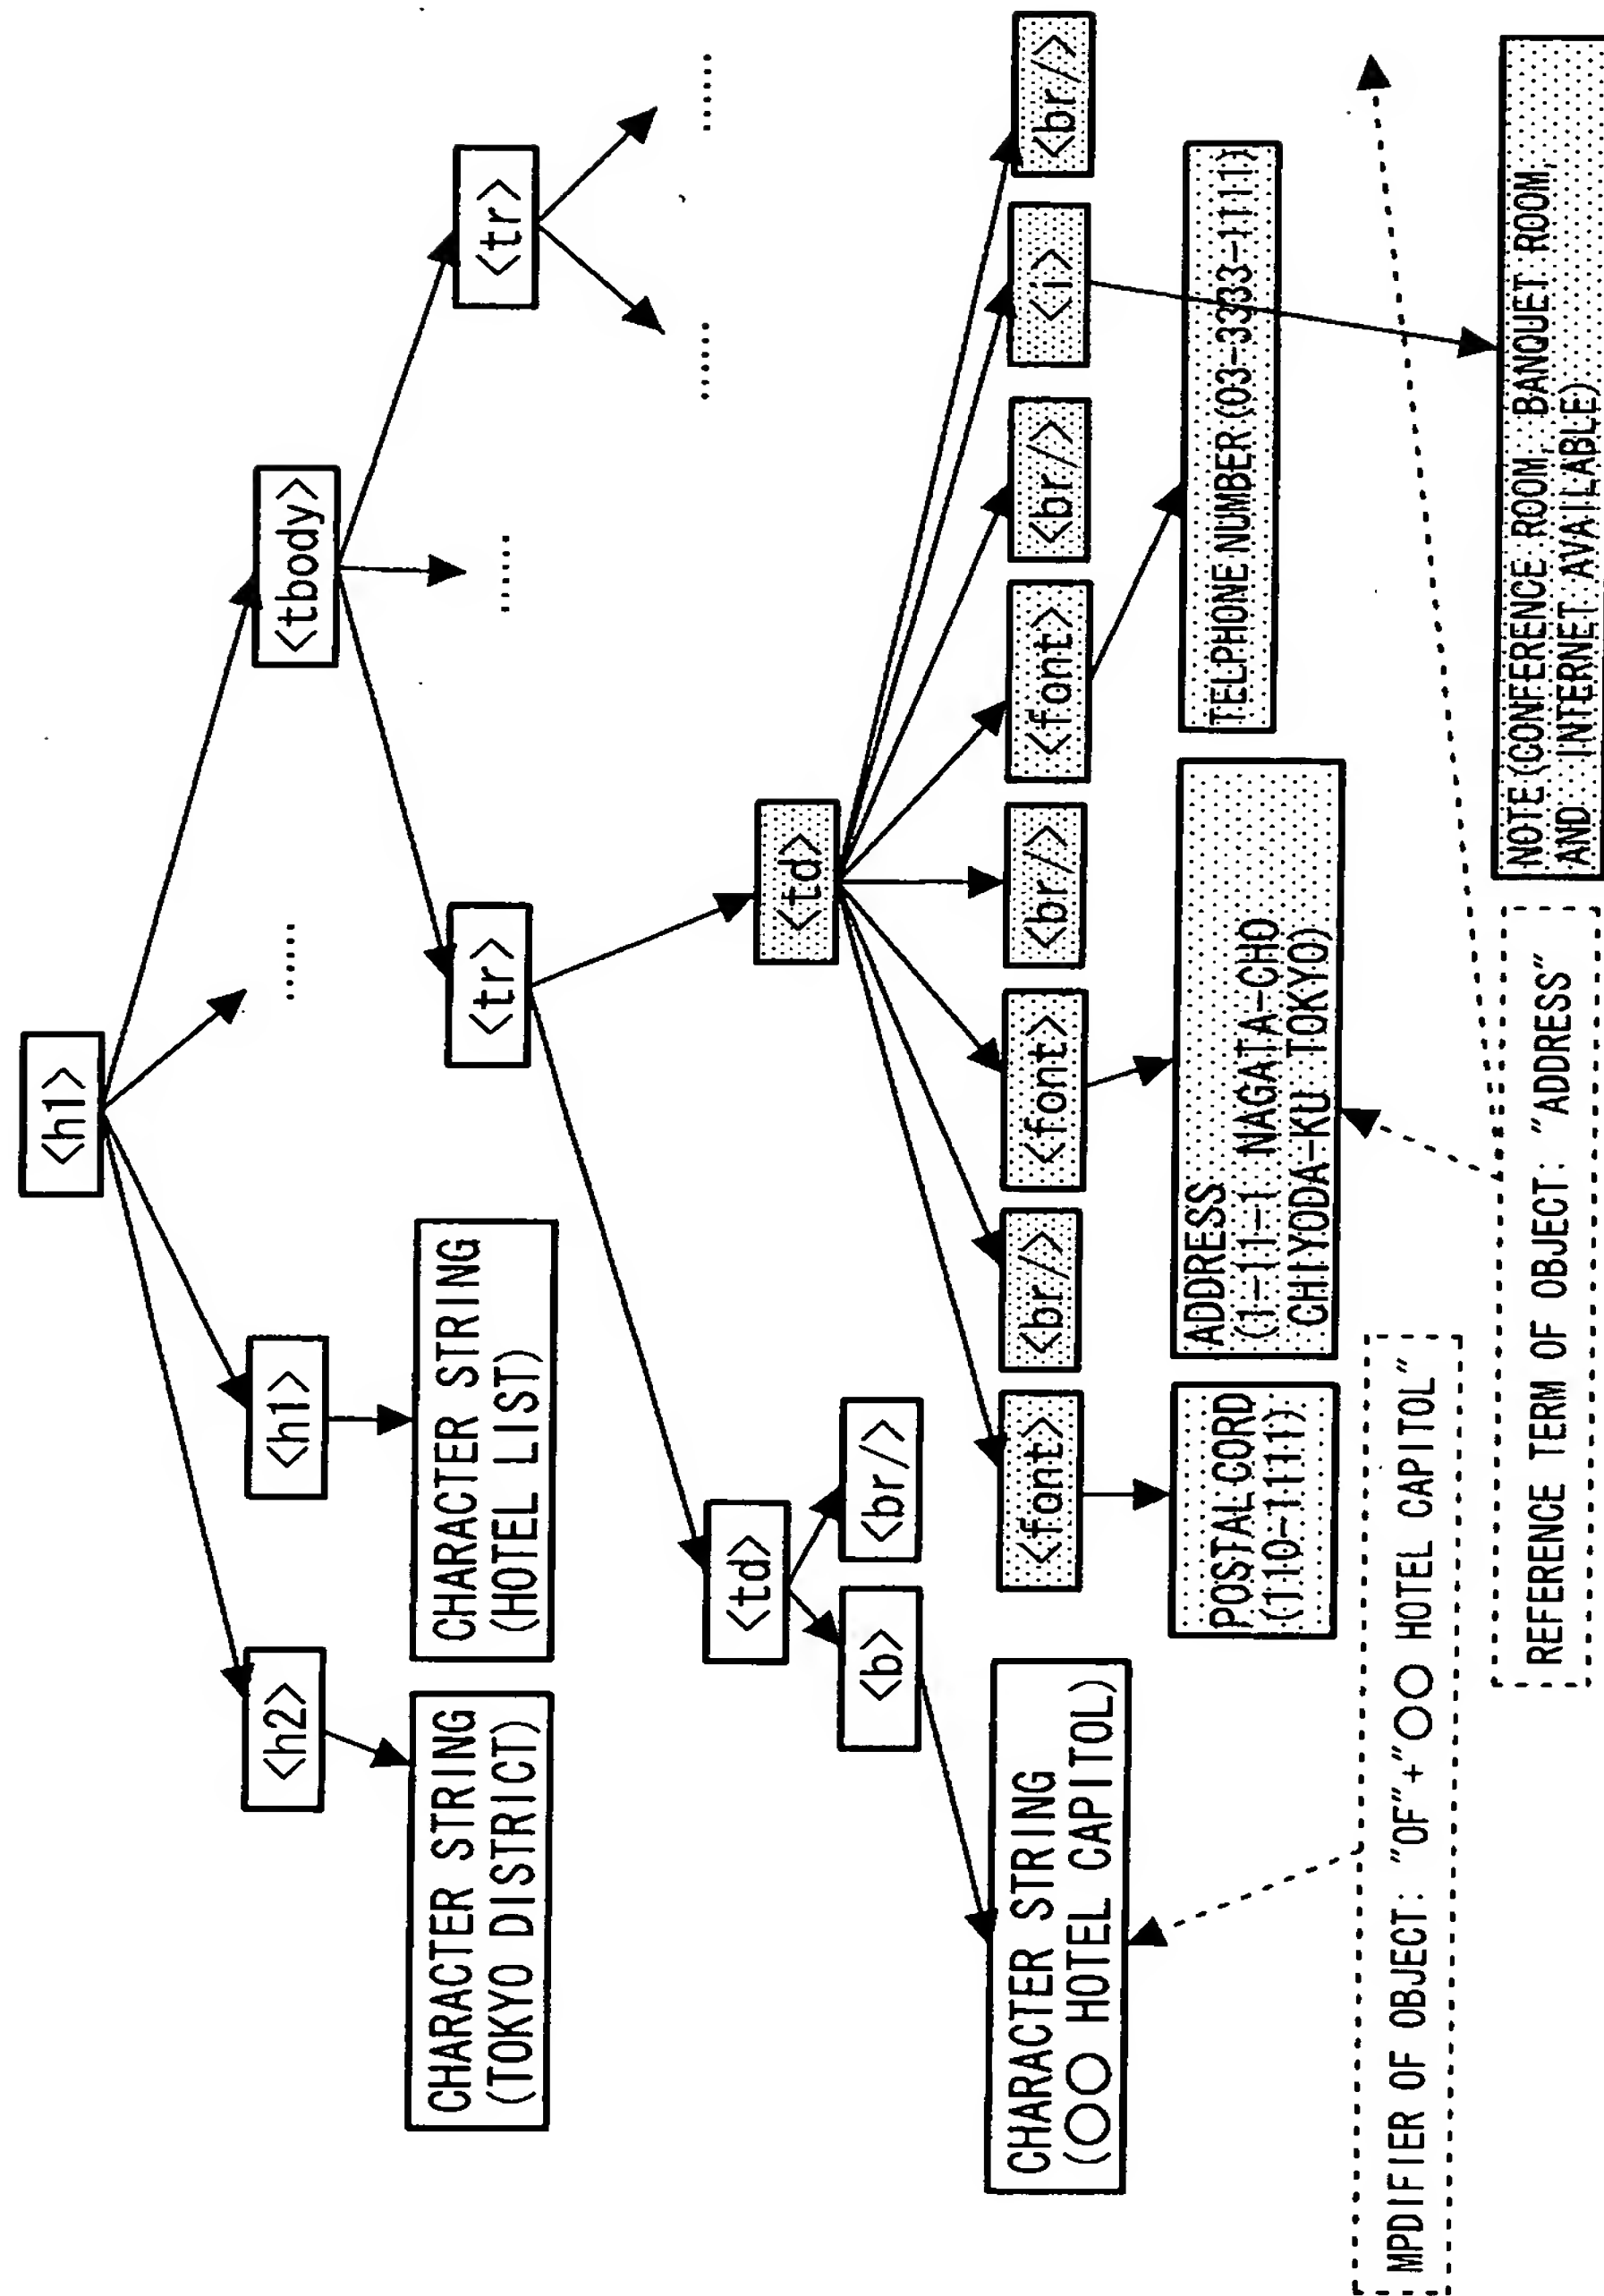 <h1>
<h2>
<h1>
......
<tbody>
CHARACTER STRING
(TOKYO DISTRICT)
CHARACTER STRING
(HOTEL LIST)
<tr>
......
<tr>
<td>
<td>
......
......
<b>
<br/>
CHARACTER STRING
(○○ HOTEL CAPITOL)
<font>
<br/>
<font>
<br/>
<font>
<br/>
<i>
<br/>
POSTAL CORD
(110-1111)
ADDRESS
(1-11-1 NAGATA-CHO
CHIYODA-KU TOKYO)
TELPHONE NUMBER(03-3333-1111)
MPDIFIER OF OBJECT: "OF"+"○○ HOTEL CAPITOL"
REFERENCE TERM OF OBJECT: "ADDRESS"
NOTE(CONFERENCE ROOM, BANQUET ROOM,
AND INTERNET AVAILABLE)